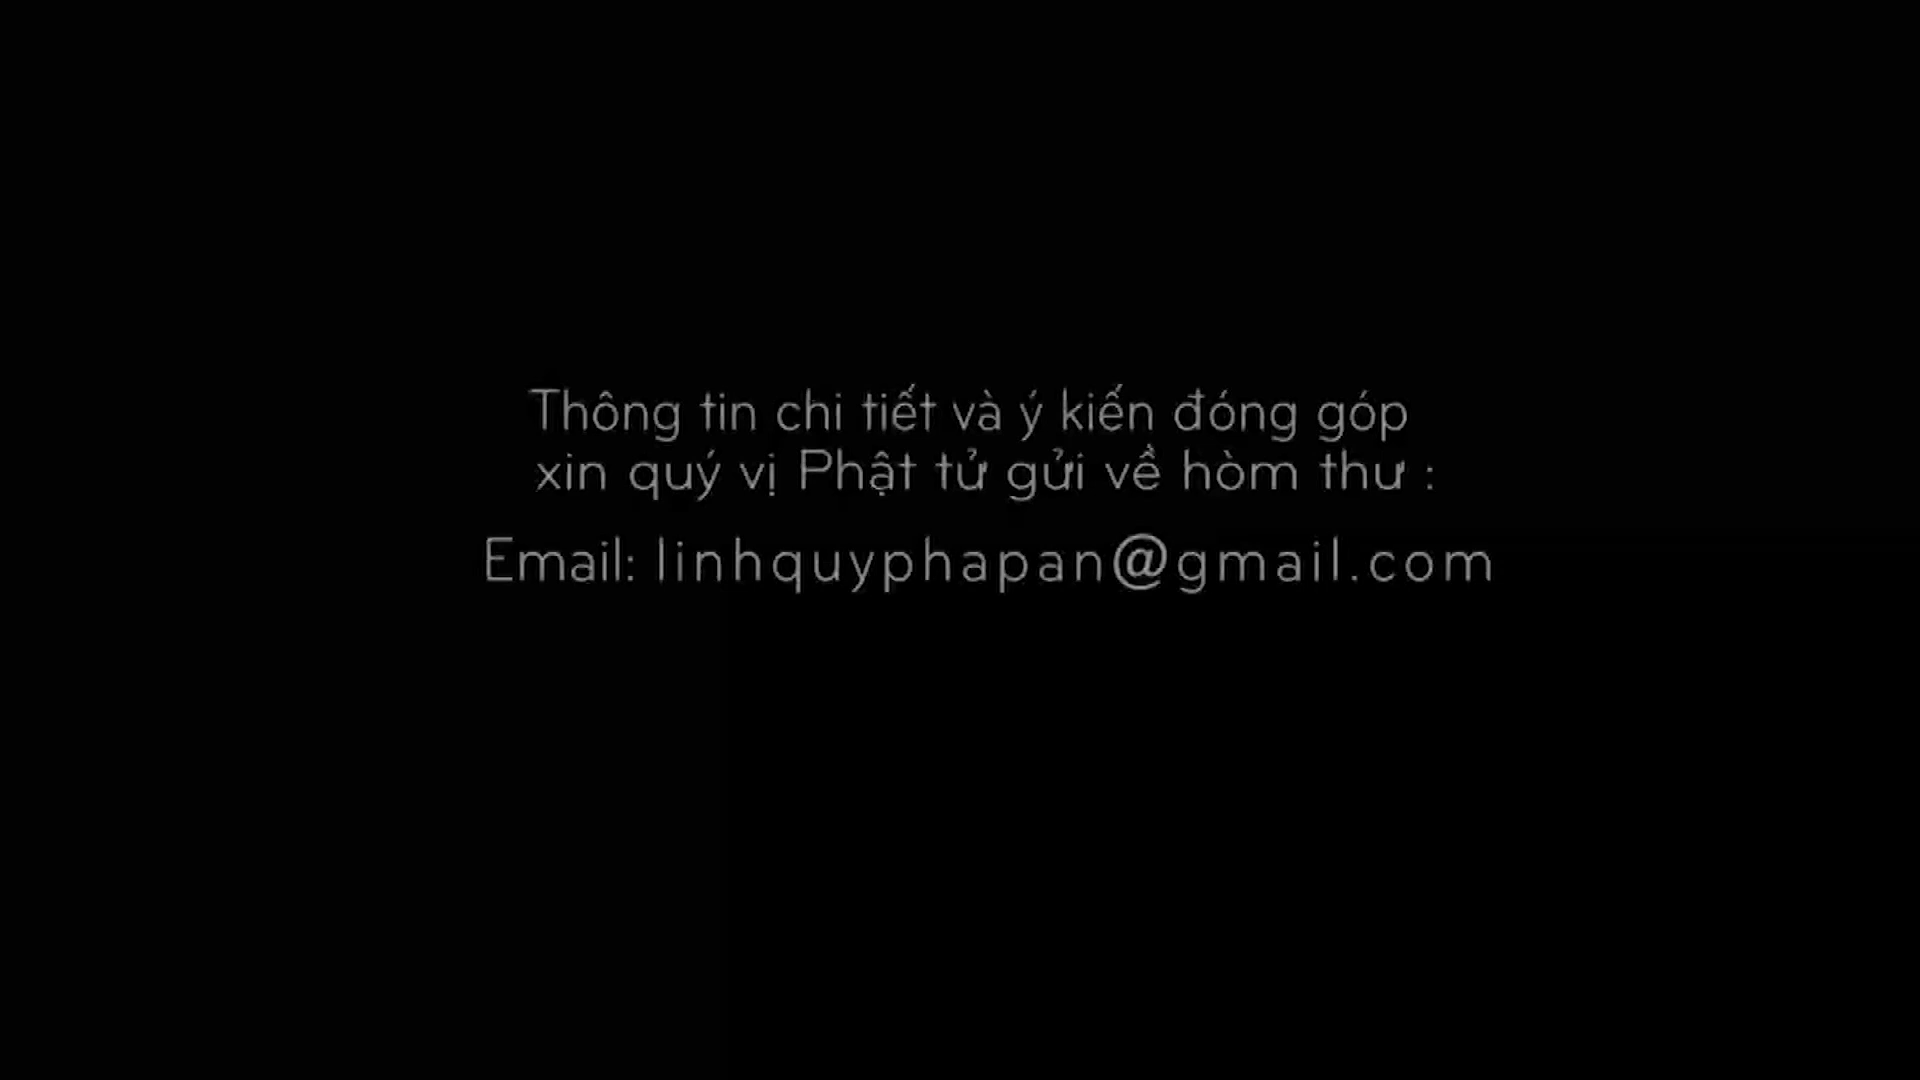 Thông tin chi tiết và ý kiến đóng góp
xin quý vị Phật tử gửi về hòm thư :
Email: linhquyphapan@gmail.com